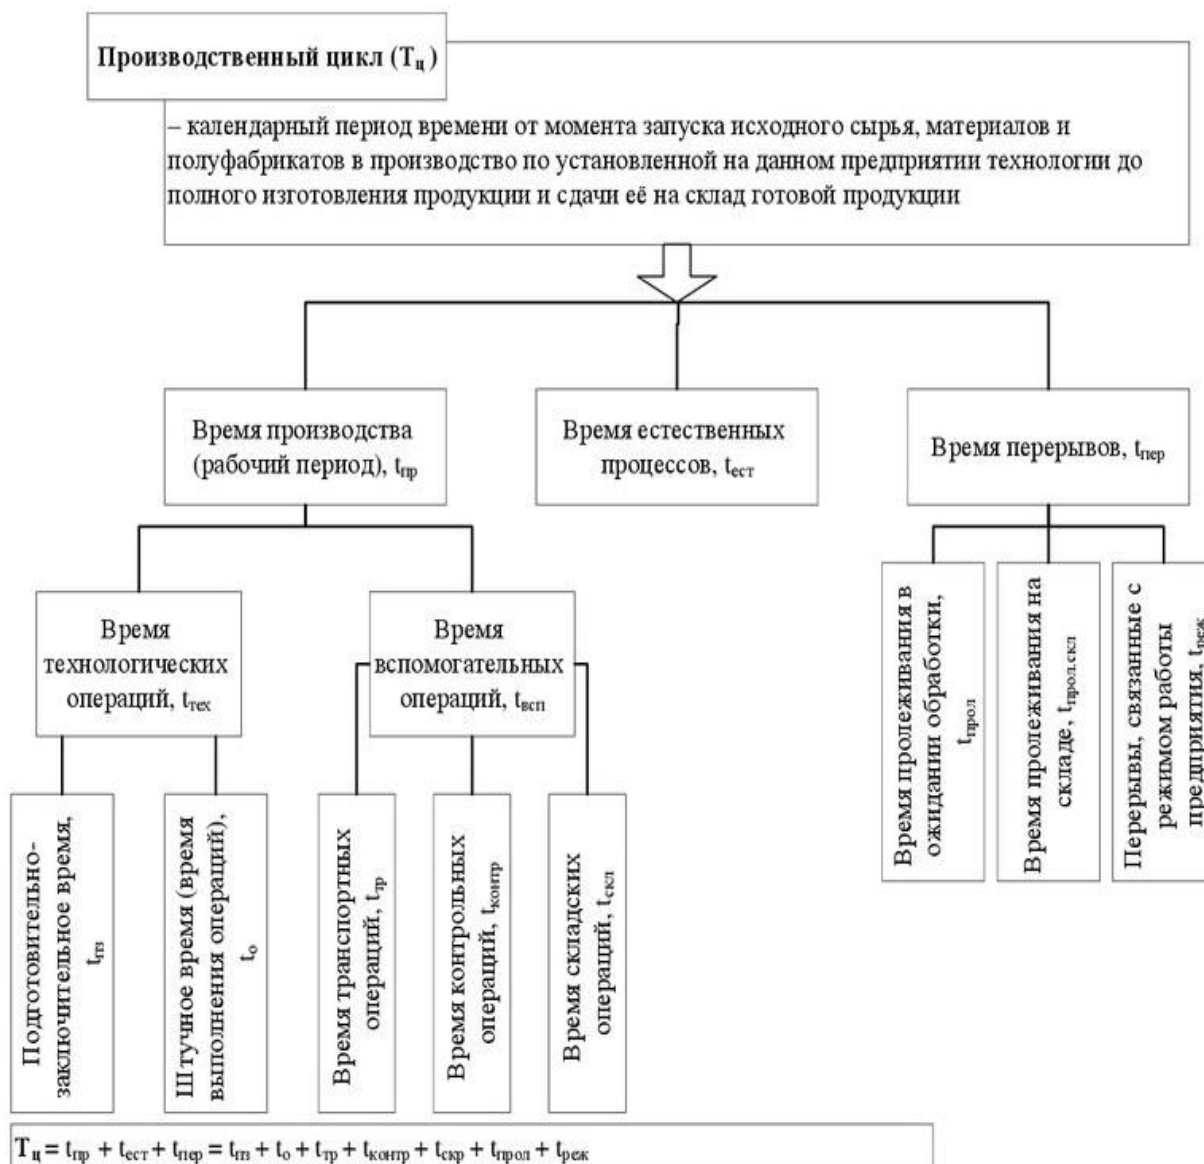 Производственный цикл (Tц )
– календарный период времени от момента запуска исходного сырья, материалов и
полуфабрикатов в производство по установленной на данном предприятии технологии до
полного изготовления продукции и сдачи её на склад готовой продукции
Время производства
(рабочий период), tпр
Время естественных
процессов, tест
Время перерывов, tпер
Время
технологических
операций, tтех
Время
вспомогательных
операций, tвсп
Время пролеживания в
ожидании обработки,
tпрол
Время пролеживания на
складе, tпрол.скл
Перерывы, связанные с
режимом работы
предприятия, tреж
Подготовительно-
заключительное время,
tпз
Штучное время (время
выполнения операций),
to
Время транспортных
операций, tтр
Время контрольных
операций, tконтр
Время складских
операций, tскл
Tц = tпр + tест + tпер = tпз + to + tтр + tконтр + tскр + tпрол + tреж